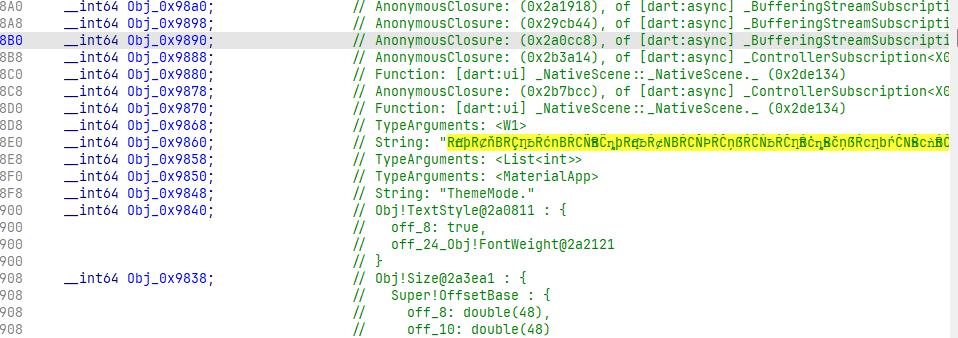 8A0 __int64 Obj_0x98a0; // AnonymousClosure: (0x2a1918), of [dart:async] _BufferingStreamSubscripti
8A8 __int64 Obj_0x9898; // AnonymousClosure: (0x29cb44), of [dart:async] _BufferingStreamSubscripti
8B0 __int64 Obj_0x9890; // AnonymousClosure: (0x2a0cc8), of [dart:async] _BufferingStreamSubscripti
8B8 __int64 Obj_0x9888; // AnonymousClosure: (0x2b3a14), of [dart:async] _ControllerSubscription<X0
8C0 __int64 Obj_0x9880; // Function: [dart:ui] _NativeScene::_NativeScene._ (0x2de134)
8C8 __int64 Obj_0x9878; // AnonymousClosure: (0x2b7bcc), of [dart:async] _ControllerSubscription<X0
8D0 __int64 Obj_0x9870; // Function: [dart:ui] _NativeScene::_NativeScene._ (0x2de134)
8D8 __int64 Obj_0x9868; // TypeArguments: <W1>
8E0 __int64 Obj_0x9860; // String: "
8E8 __int64 Obj_0x9858; // TypeArguments: <List<int>>
8F0 __int64 Obj_0x9850; // TypeArguments: <MaterialApp>
8F8 __int64 Obj_0x9848; // String: "ThemeMode."
900 __int64 Obj_0x9840; // Obj!TextStyle@2a0811 : {
900 // off_8: true,
900 // off_24_Obj!FontWeight@2a2121
900 // }
908 __int64 Obj_0x9838; // Obj!Size@2a3ea1 : {
908 // Super!OffsetBase : {
908 // off_8: double(48),
908 // off_10: double(48)